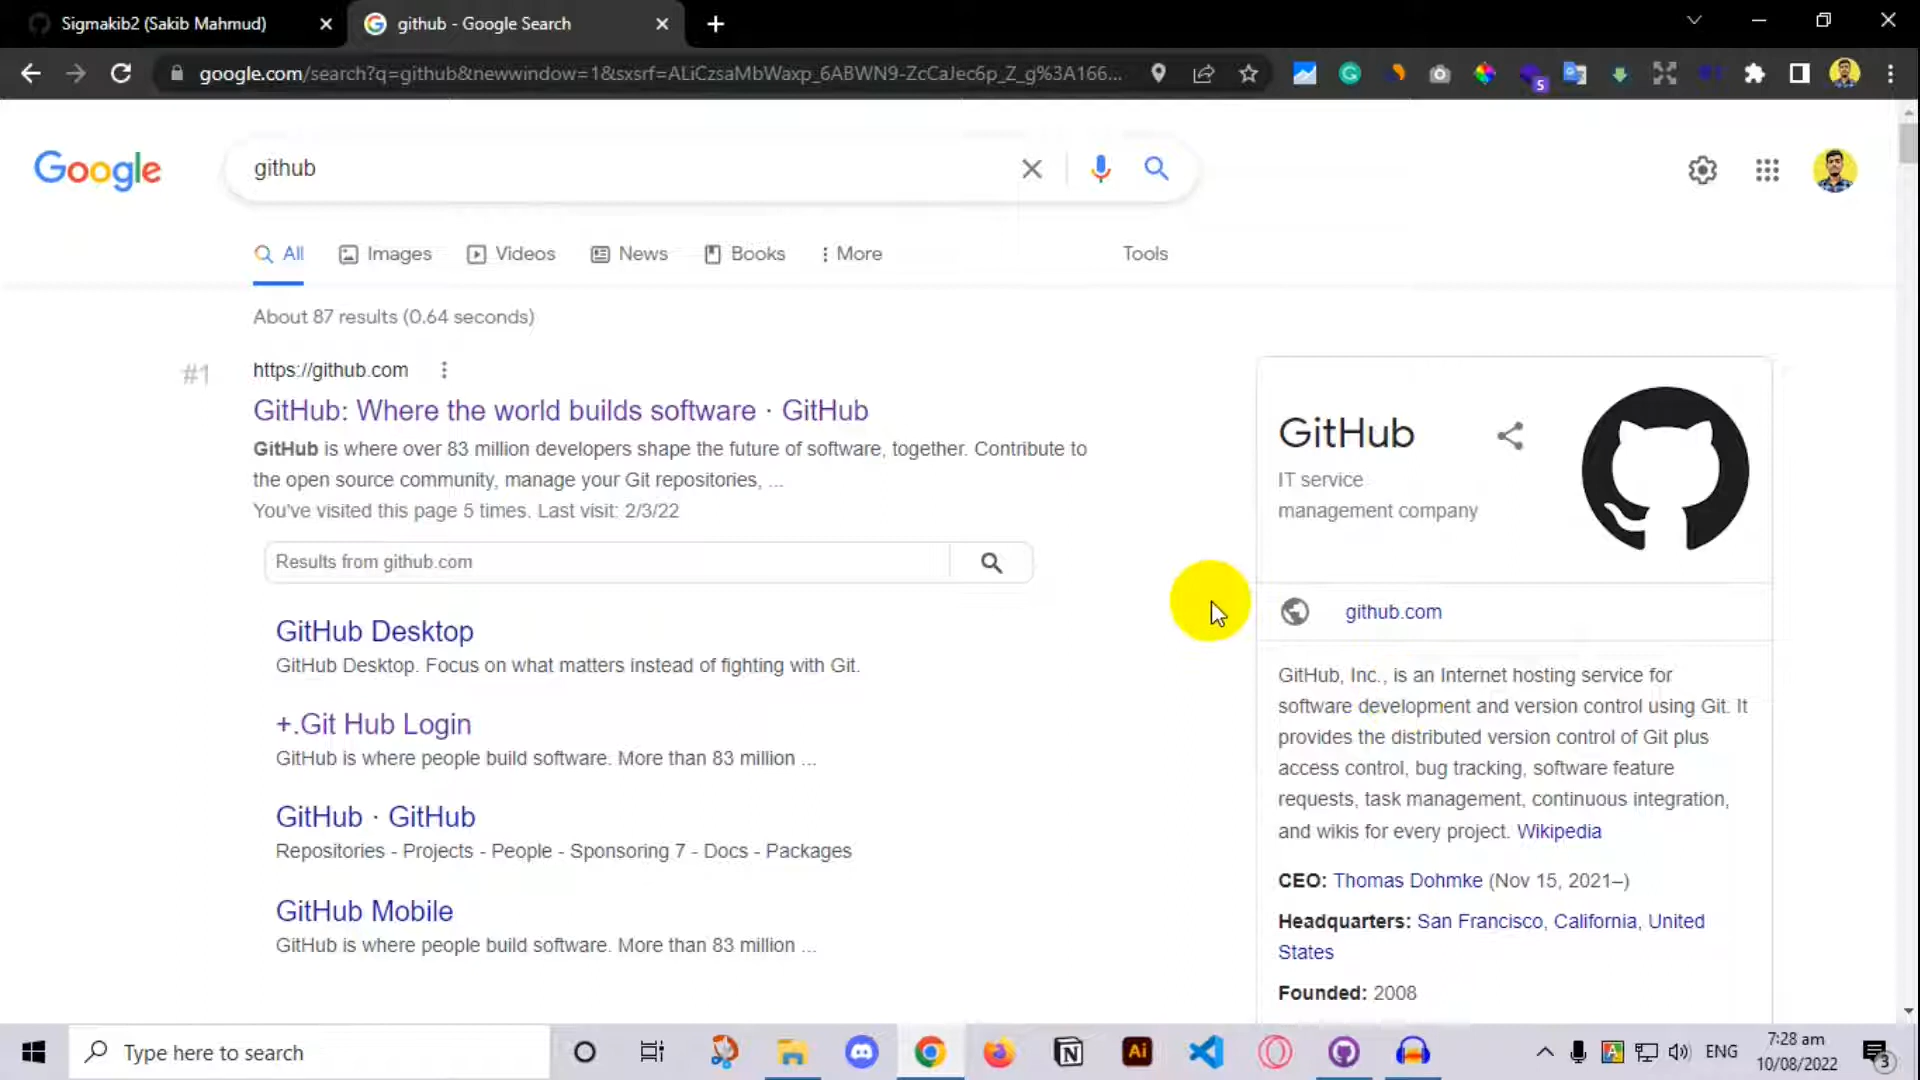 Sigmakib2 (Sakib Mahmud)
github - Google Search
google.com/search?q=github&newwindow=1&sxsrf=ALiCzsaMbWaxp_6ABWN9-ZcCaJec6p_Z_g%3A166...
Google
github
All
Images
Videos
News
Books
More
Tools
About 87 results (0.64 seconds)
#1
https://github.com
GitHub: Where the world builds software · GitHub
GitHub is where over 83 million developers shape the future of software, together. Contribute to
the open source community, manage your Git repositories, ...
You've visited this page 5 times. Last visit: 2/3/22
Results from github.com
GitHub Desktop
GitHub Desktop. Focus on what matters instead of fighting with Git.
+.Git Hub Login
GitHub is where people build software. More than 83 million ...
GitHub · GitHub
Repositories - Projects - People - Sponsoring 7 - Docs - Packages
GitHub Mobile
GitHub is where people build software. More than 83 million ...
GitHub
IT service
management company
github.com
GitHub, Inc., is an Internet hosting service for
software development and version control using Git. It
provides the distributed version control of Git plus
access control, bug tracking, software feature
requests, task management, continuous integration,
and wikis for every project. Wikipedia
CEO: Thomas Dohmke (Nov 15, 2021–)
Headquarters: San Francisco, California, United
States
Founded: 2008
Type here to search
Ai
ENG
7:28 am
10/08/2022
3